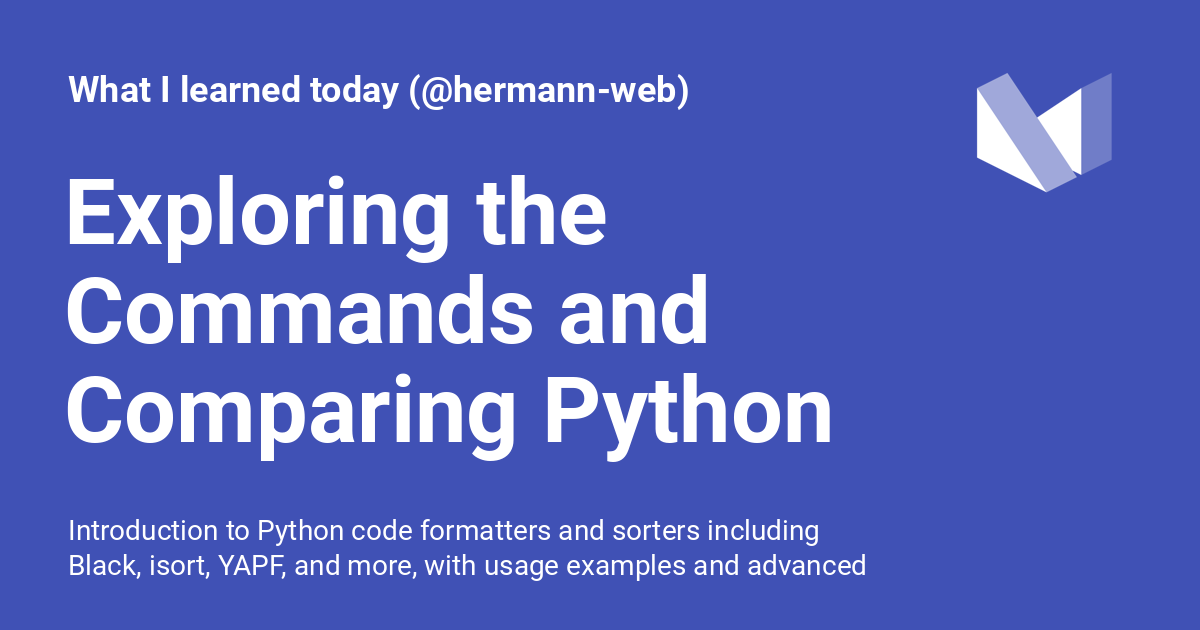 What I learned today (@hermann-web)
Exploring the
Commands and
Comparing Python
Introduction to Python code formatters and sorters including
Black, isort, YAPF, and more, with usage examples and advanced